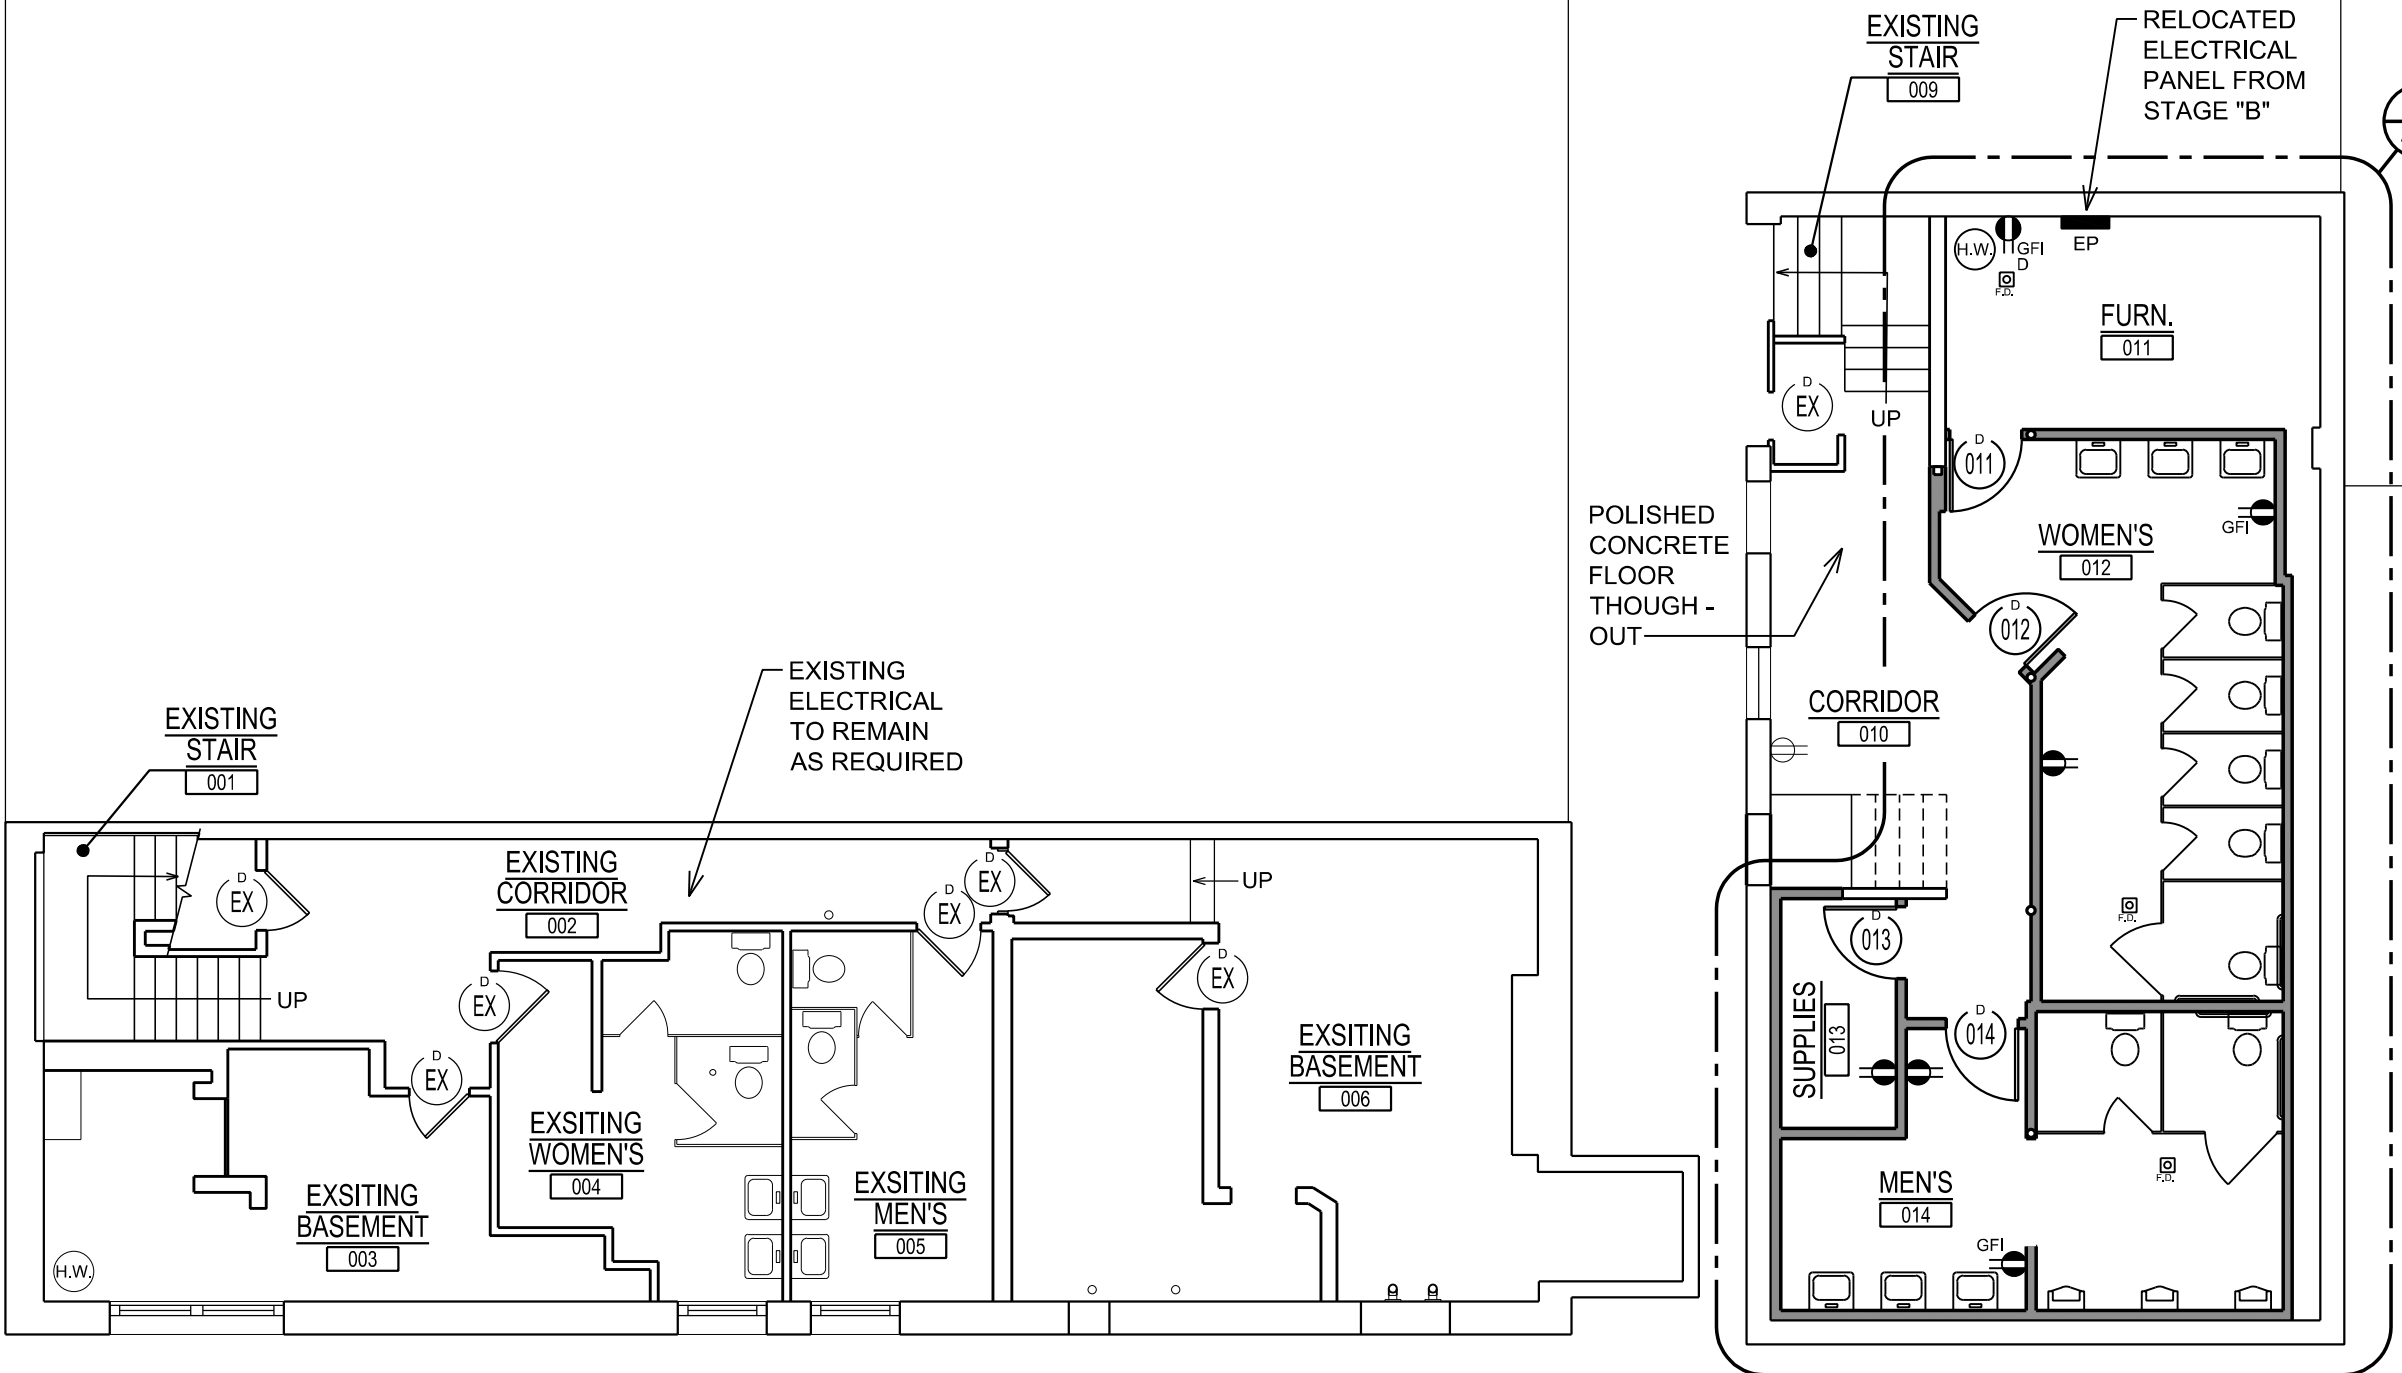 EXISTING
STAIR
009
RELOCATED
ELECTRICAL
PANEL FROM
STAGE "B"
H.W.
GFI
D
F.D.
EP
FURN.
011
D
EX
UP
D
011
GFI
WOMEN'S
012
POLISHED
CONCRETE
FLOOR
THOUGH -
OUT
D
012
CORRIDOR
010
F.D.
D
013
SUPPLIES
013
D
014
F.D.
MEN'S
014
GFI
EXISTING
STAIR
001
EXISTING
ELECTRICAL
TO REMAIN
AS REQUIRED
D
EX
UP
EXISTING
CORRIDOR
002
D
EX
D
EX
UP
D
EX
D
EX
D
EX
EXSITING
BASEMENT
003
H.W.
EXSITING
WOMEN'S
004
EXSITING
MEN'S
005
EXSITING
BASEMENT
006